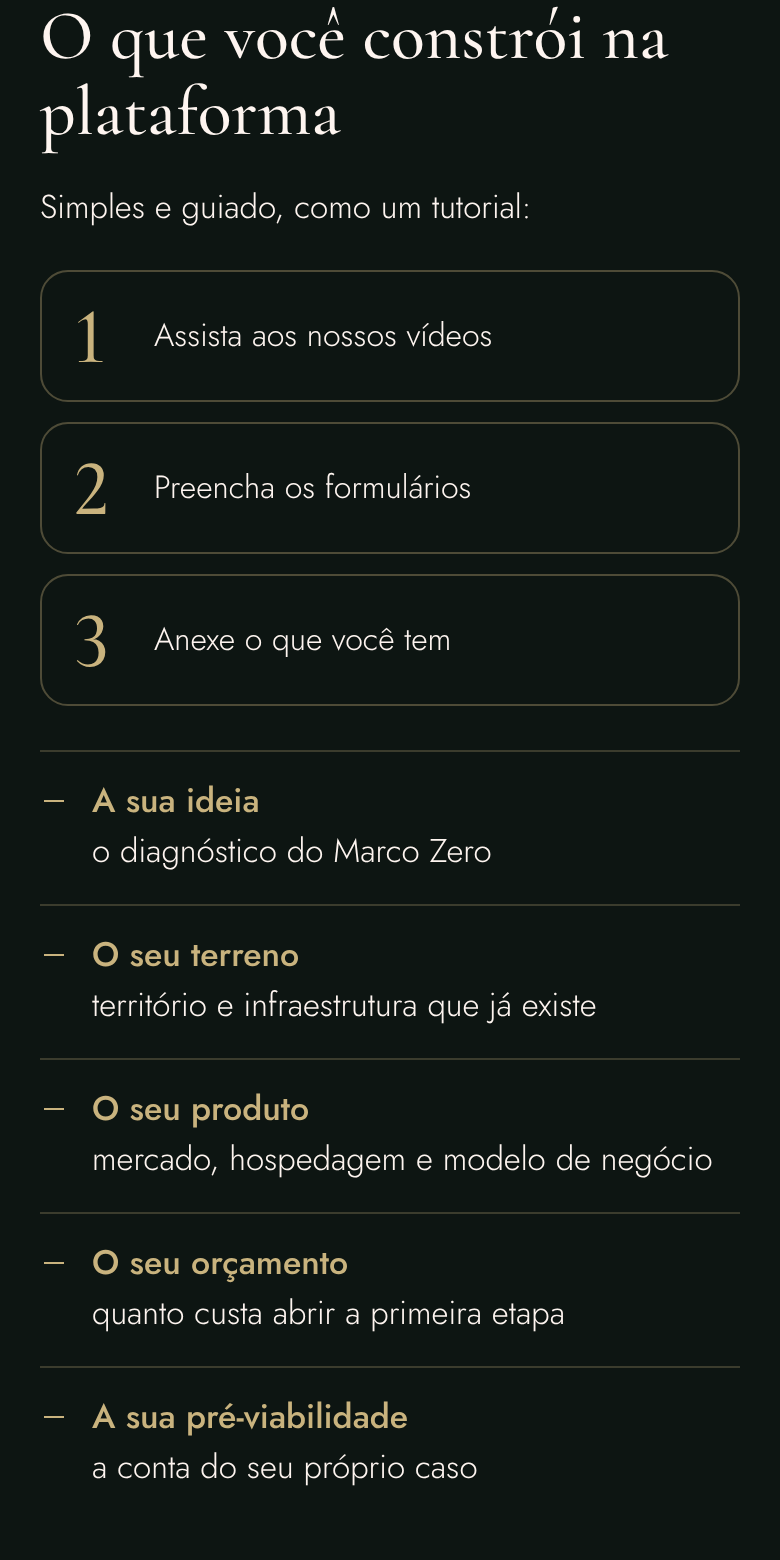 O que você constrói na
plataforma
Simples e guiado, como um tutorial:
1 Assista aos nossos vídeos
2 Preencha os formulários
3 Anexe o que você tem
– A sua ideia
o diagnóstico do Marco Zero
– O seu terreno
território e infraestrutura que já existe
– O seu produto
mercado, hospedagem e modelo de negócio
– O seu orçamento
quanto custa abrir a primeira etapa
– A sua pré-viabilidade
a conta do seu próprio caso